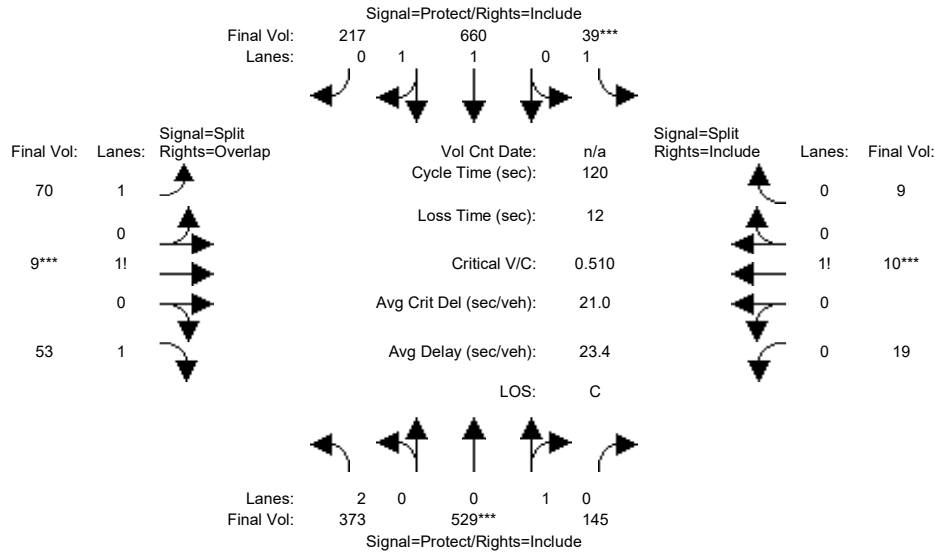 Signal=Protect/Rights=Include
Final Vol: 217 660 39***
Lanes: 0 1 1 0 1
Signal=Split
Final Vol: Lanes: Rights=Overlap
Vol Cnt Date: n/a
Signal=Split
Rights=Include Lanes: Final Vol:
Cycle Time (sec): 120
70 1
0 9
Loss Time (sec): 12
0
0
9*** 1!
Critical V/C: 0.510
1! 10***
0
Avg Crit Del (sec/veh): 21.0
0
53 1
Avg Delay (sec/veh): 23.4
0 19
LOS: C
Lanes: 2 0 0 1 0
Final Vol: 373 529*** 145
Signal=Protect/Rights=Include